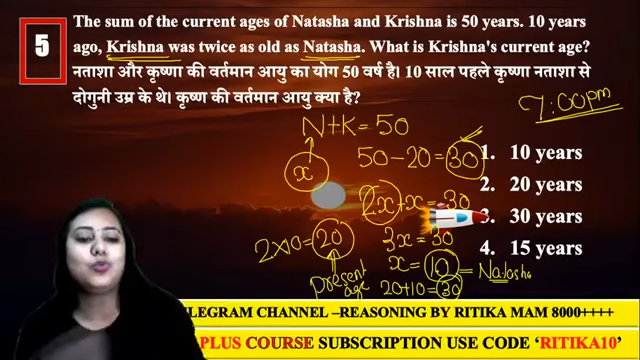 5
The sum of the current ages of Natasha and Krishna is 50 years. 10 years
ago, Krishna was twice as old as Natasha. What is Krishna's current age?
नताशा और कृष्णा की वर्तमान आयु का योग 50 वर्ष है। 10 साल पहले कृष्णा नताशा से
दोगुनी उम्र के थे। कृष्ण की वर्तमान आयु क्या है?
7:00pm
N+K=50
50-20=30
x
2x+x=30
2x10=20
3x=30
x=10=Natasha
Present age
20+10=30
1. 10 years
2. 20 years
3. 30 years
4. 15 years
TELEGRAM CHANNEL –REASONING BY RITIKA MAM 8000++++
PLUS COURSE SUBSCRIPTION USE CODE 'RITIKA10'